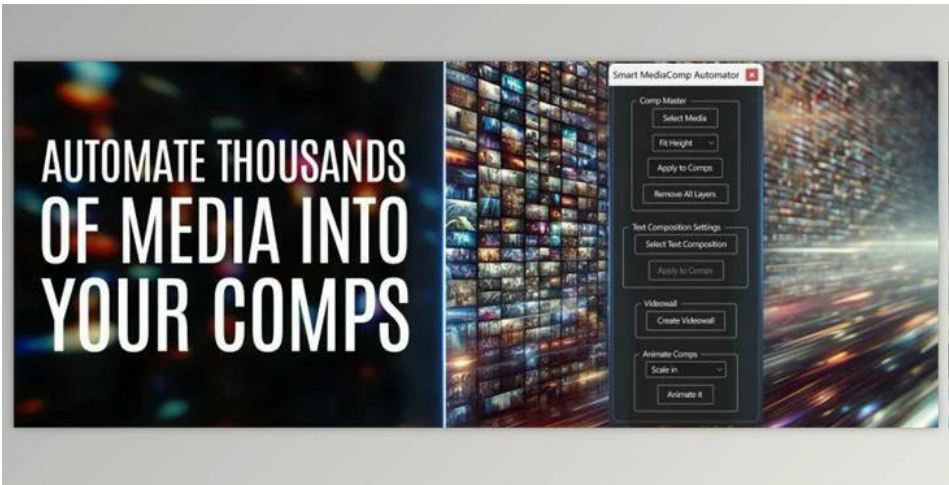 AUTOMATE THOUSANDS
OF MEDIA INTO
YOUR COMPS
Smart MediaComp Automator
Comp Master
Select Media
Fit Height
Apply to Comps
Remove All Layers
Text Composition Settings
Select Text Composition
Apply to Comps
Videowall
Create Videowall
Animate Comps
Scale in
Animate it